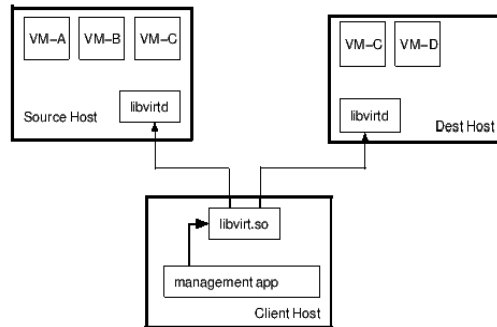 VM-A
VM-B
VM-C
libvirtd
Source Host
VM-C
VM-D
libvirtd
Dest Host
libvirt.so
management app
Client Host